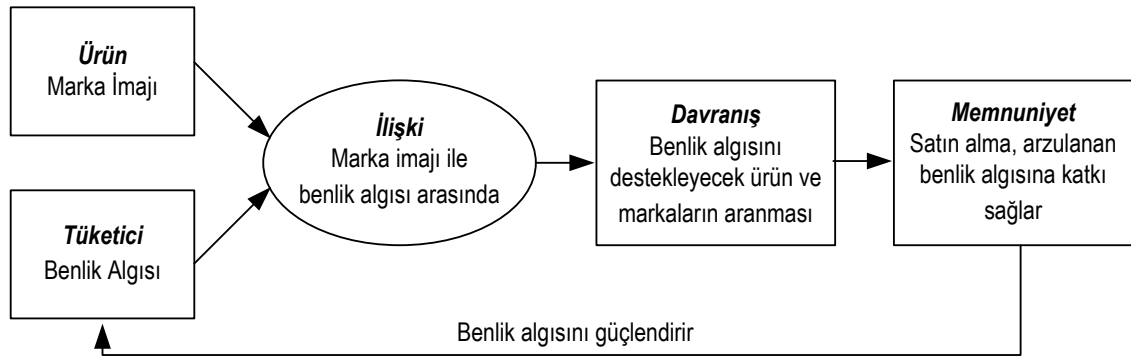 Ürün
Marka İmajı
Tüketici
Benlik Algısı
İlişki
Marka imajı ile
benlik algısı arasında
Davranış
Benlik algısını
destekleyecek ürün ve
markaların aranması
Memnuniyet
Satın alma, arzulanan
benlik algısına katkı
sağlar
Benlik algısını güçlendirir